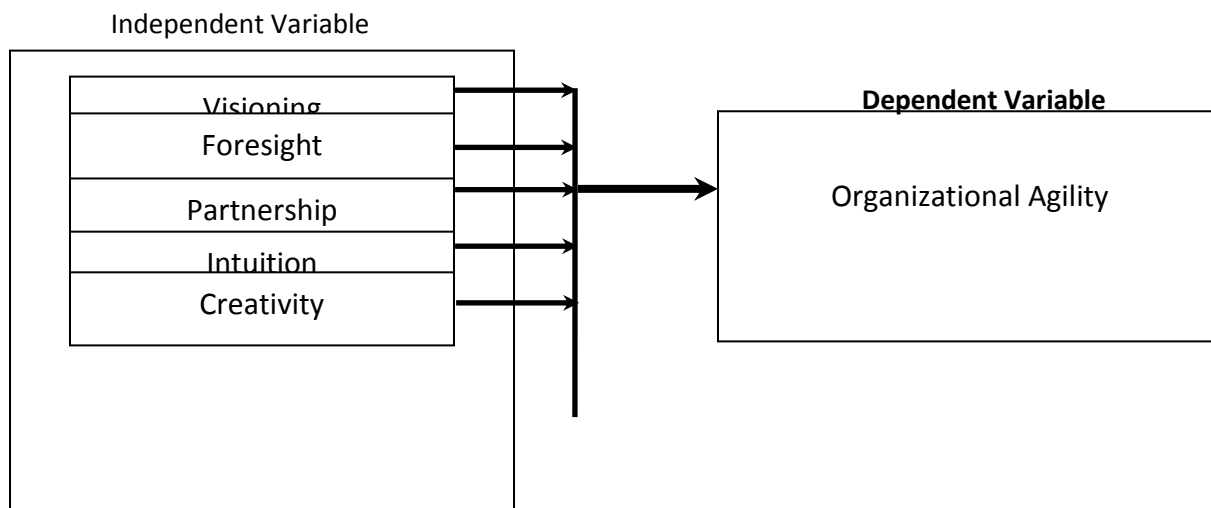 Independent Variable
Visioning
Foresight
Partnership
Intuition
Creativity
Dependent Variable
Organizational Agility